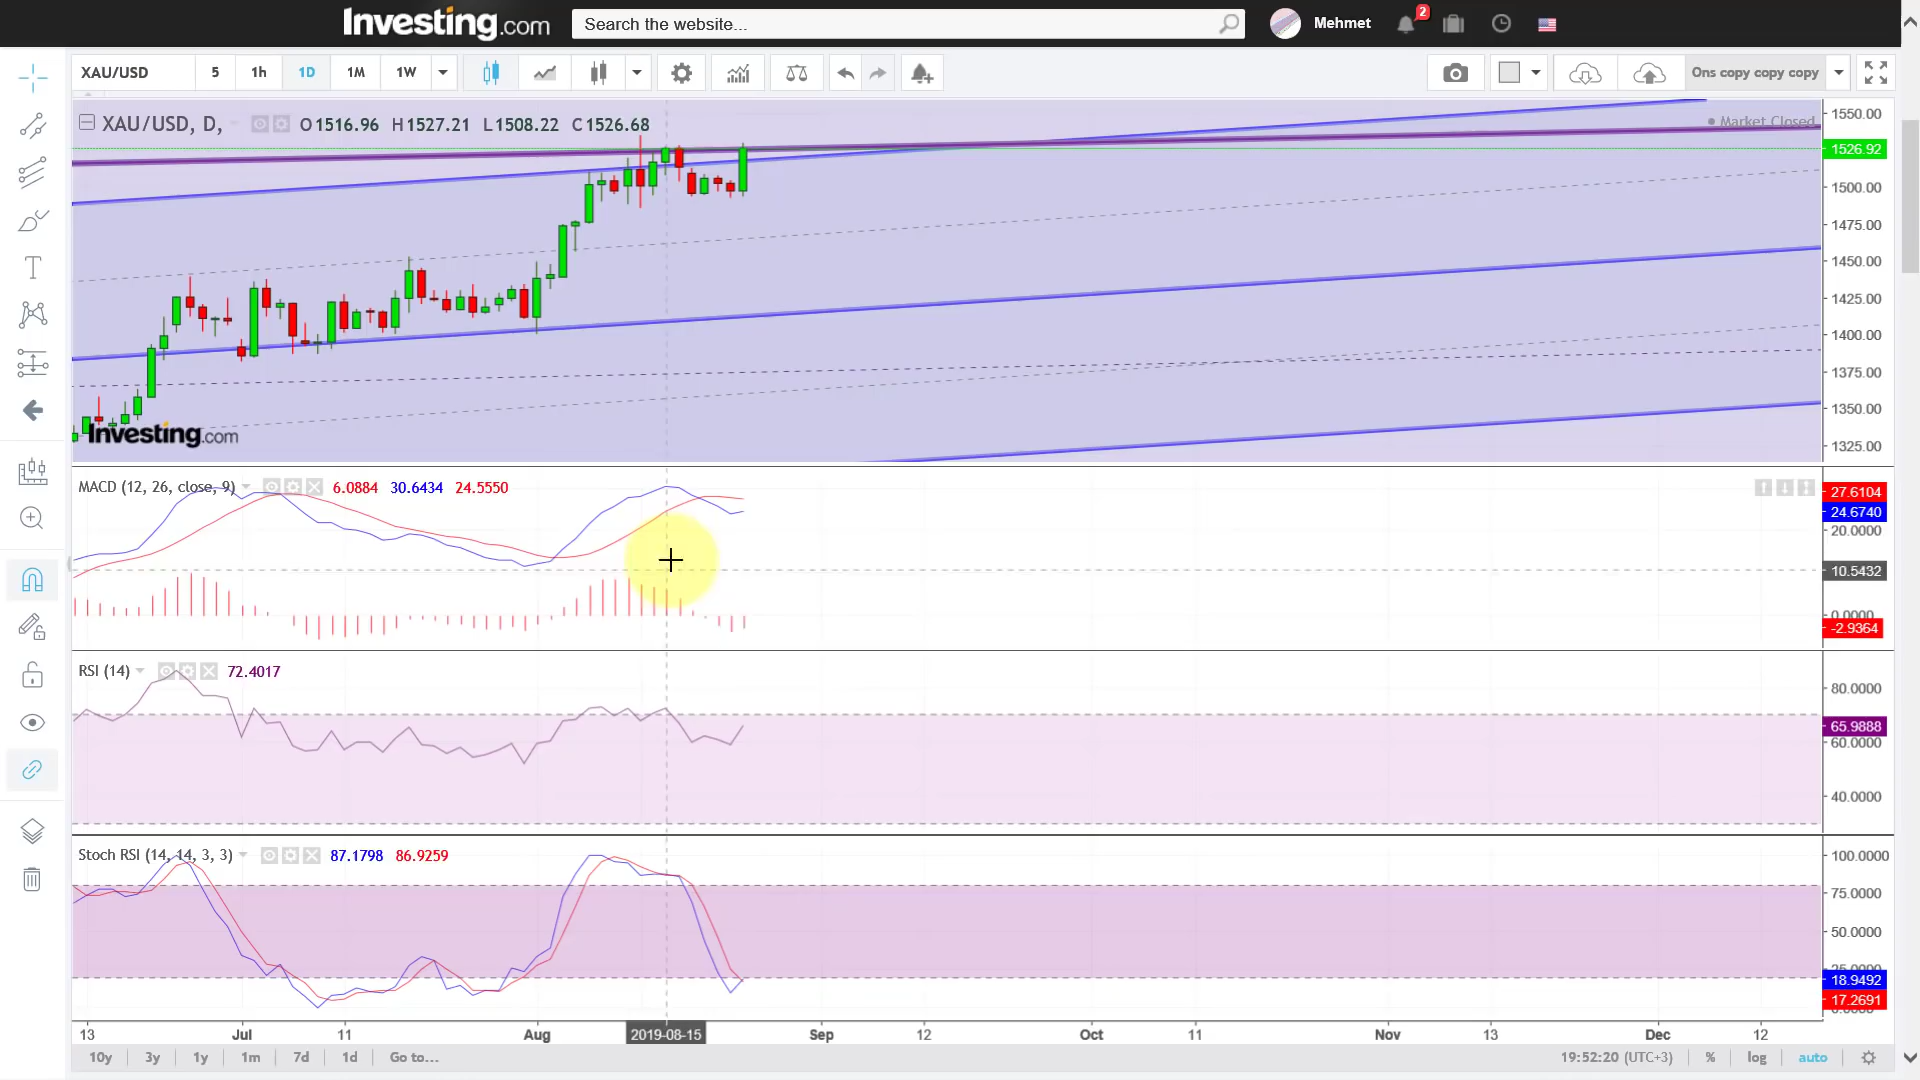 Investing.com
Search the website...
Mehmet
2
XAU/USD
5
1h
1D
1M
1W
Ons copy copy copy
XAU/USD, D,
O1516.96 H1527.21 L1508.22 C1526.68
Market Closed
1550.00
1526.92
1500.00
1475.00
1450.00
1425.00
1400.00
1375.00
1350.00
1325.00
Investing.com
MACD (12, 26, close, 9)
6.0884 30.6434 24.5550
27.6104
24.6740
20.0000
10.5432
0.0000
-2.9364
RSI (14)
72.4017
80.0000
65.9888
60.0000
40.0000
Stoch RSI (14, 14, 3, 3)
87.1798 86.9259
100.0000
75.0000
50.0000
25.0000
18.9492
17.2691
0.0000
13 Jul 11 Aug 2019-08-15 Sep 12 Oct 11 Nov 13 Dec 12
10y 3y 1y 1m 7d 1d Go to...
19:52:20 (UTC+3) % log auto